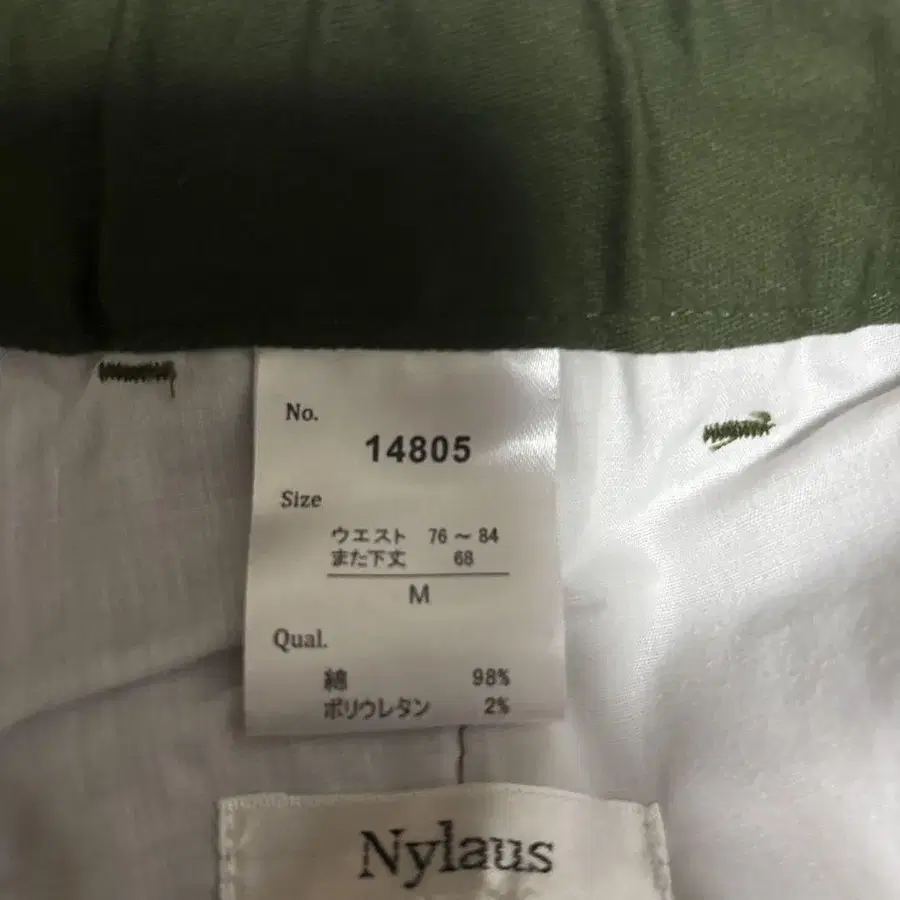 No.
14805
Size
ウエスト 76～84
また下丈 68
M
Qual.
綿 98%
ポリウレタン 2%
Nylaus